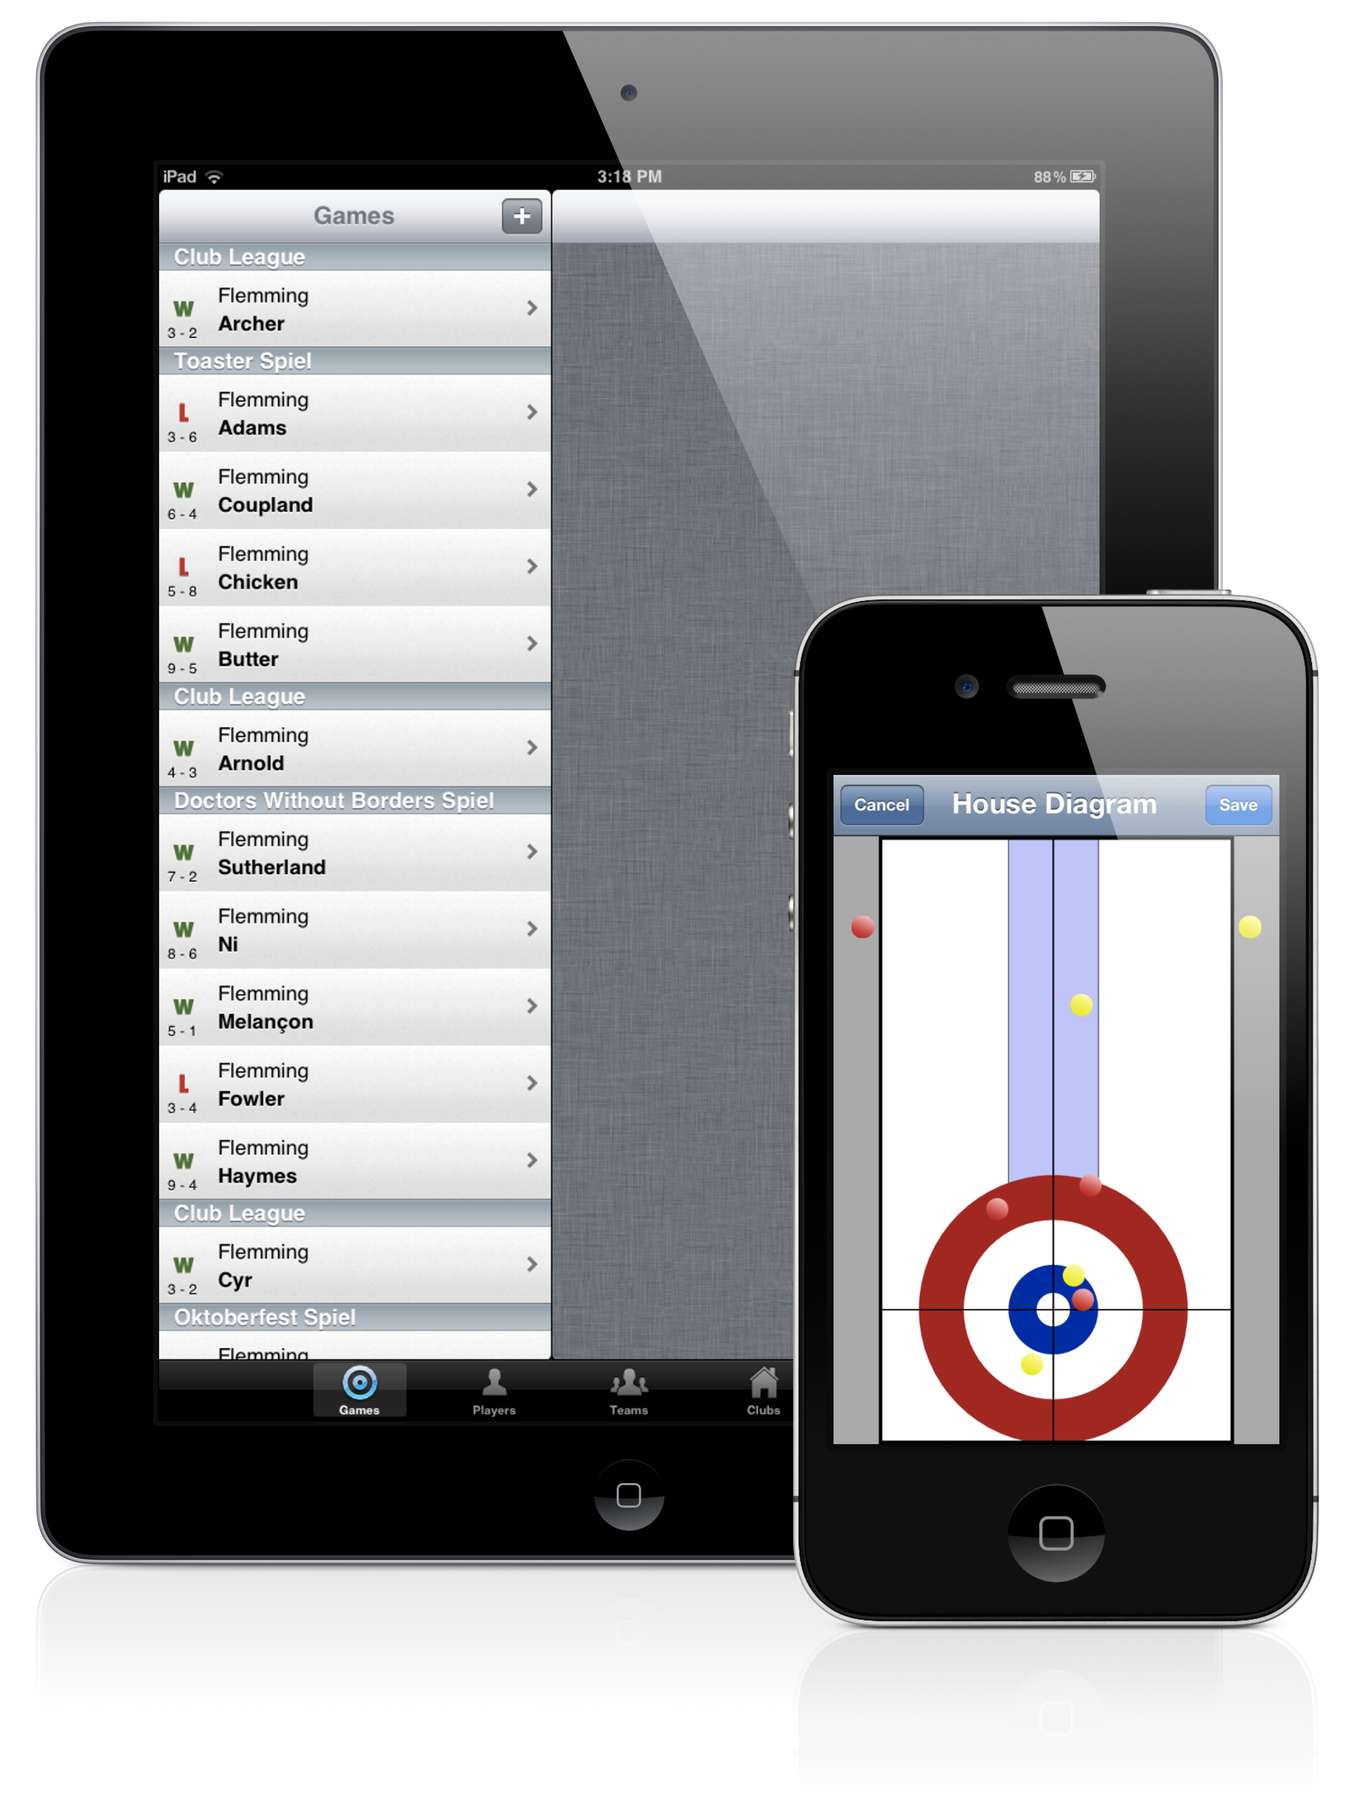 iPad
3:18 PM
88%
Games
+
Club League
W
3 - 2
Flemming
Archer
Toaster Spiel
L
3 - 6
Flemming
Adams
W
6 - 4
Flemming
Coupland
L
5 - 8
Flemming
Chicken
W
9 - 5
Flemming
Butter
Club League
W
4 - 3
Flemming
Arnold
Doctors Without Borders Spiel
W
7 - 2
Flemming
Sutherland
W
8 - 6
Flemming
Ni
W
5 - 1
Flemming
Melançon
L
3 - 4
Flemming
Fowler
W
9 - 4
Flemming
Haymes
Club League
W
3 - 2
Flemming
Cyr
Oktoberfest Spiel
Flemming
Games
Players
Teams
Clubs
Cancel
House Diagram
Save